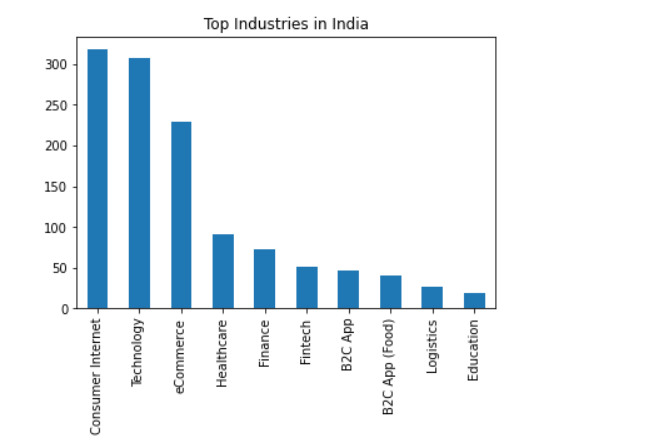 Top Industries in India
300
250
200
150
100
50
0
Consumer Internet
Technology
eCommerce
Healthcare
Finance
Fintech
B2C App
B2C App (Food)
Logistics
Education